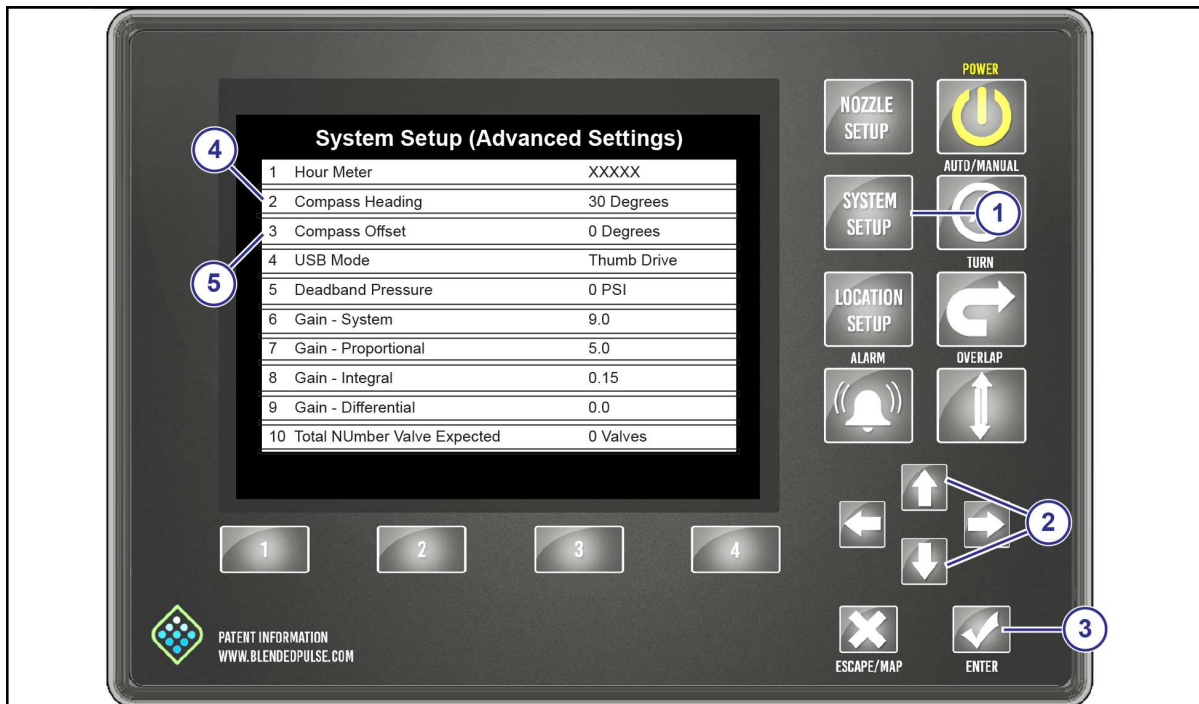 System Setup (Advanced Settings)
1 Hour Meter XXXXX
2 Compass Heading 30 Degrees
3 Compass Offset 0 Degrees
4 USB Mode Thumb Drive
5 Deadband Pressure 0 PSI
6 Gain - System 9.0
7 Gain - Proportional 5.0
8 Gain - Integral 0.15
9 Gain - Differential 0.0
10 Total NUmber Valve Expected 0 Valves
4
5
1 2 3 4
PATENT INFORMATION
WWW.BLENDEDPULSE.COM
POWER
NOZZLE
SETUP
AUTO/MANUAL
SYSTEM
SETUP
1
TURN
LOCATION
SETUP
ALARM OVERLAP
2
3
ESCAPE/MAP ENTER